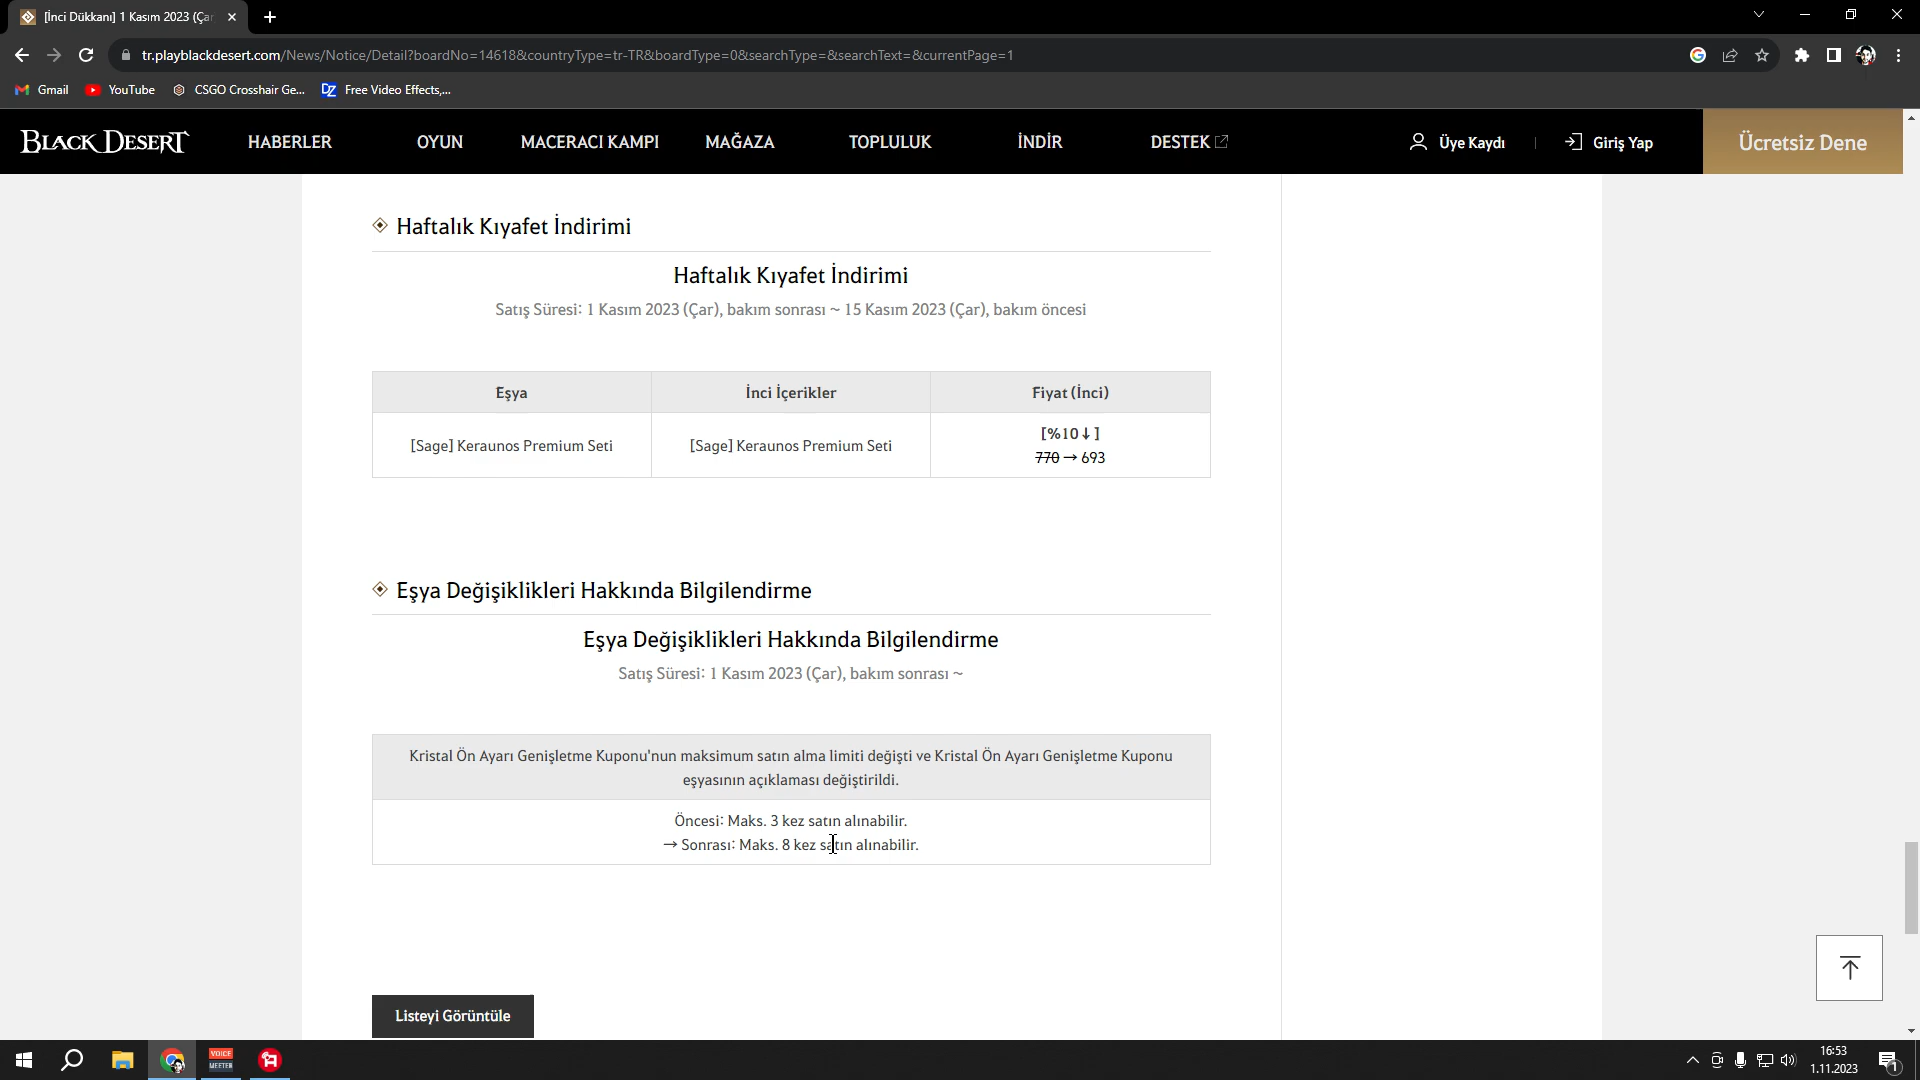 [İnci Dükkanı] 1 Kasım 2023 (Ça
tr.playblackdesert.com/News/Notice/Detail?boardNo=14618&countryType=tr-TR&boardType=0&searchType=&searchText=&currentPage=1
Gmail YouTube CSGO Crosshair Ge... DZ Free Video Effects,...
BLACK DESERT HABERLER OYUN MACERACI KAMPI MAĞAZA TOPLULUK İNDİR DESTEK Üye Kaydı Giriş Yap Ücretsiz Dene
Haftalık Kıyafet İndirimi
Haftalık Kıyafet İndirimi
Satış Süresi: 1 Kasım 2023 (Çar), bakım sonrası ~ 15 Kasım 2023 (Çar), bakım öncesi
Eşya İnci İçerikler Fiyat (İnci)
[Sage] Keraunos Premium Seti [Sage] Keraunos Premium Seti [%10↓]
770 → 693
Eşya Değişiklikleri Hakkında Bilgilendirme
Eşya Değişiklikleri Hakkında Bilgilendirme
Satış Süresi: 1 Kasım 2023 (Çar), bakım sonrası ~
Kristal Ön Ayarı Genişletme Kuponu'nun maksimum satın alma limiti değişti ve Kristal Ön Ayarı Genişletme Kuponu
eşyasının açıklaması değiştirildi.
Öncesi: Maks. 3 kez satın alınabilir.
→ Sonrası: Maks. 8 kez satın alınabilir.
Listeyi Görüntüle
VOICE
MEETER
16:53
1.11.2023
1